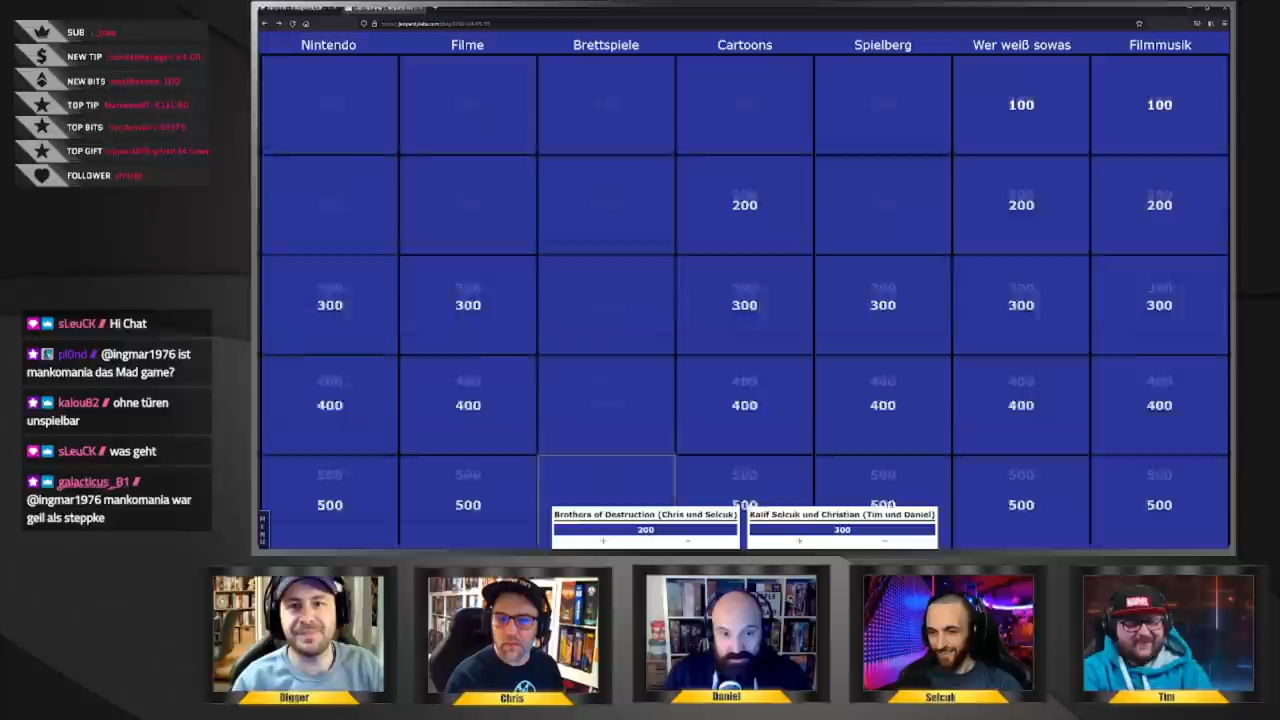 SUB
NEW TIP
NEW BITS
TOP TIP
TOP BITS
TOP GIFT
FOLLOWER
Nintendo Filme Brettspiele Cartoons Spielberg Wer weiß sowas Filmmusik
100 100
200 200 200
300 300 300 300 300 300
400 400 400 400 400 400
500 500 500 500 500 500
MENU
Brothers of Destruction (Chris und Selcuk) Kalif Selcuk und Christian (Tim und Daniel)
200 300
+ - + -
sLeuCK // Hi Chat
pl0nd // @ingmar1976 ist
mankomania das Mad game?
kalou82 // ohne türen
unspielbar
sLeuCK // was geht
galacticus_81 //
@ingmar1976 mankomania war
geil als steppke
MARVEL
Digger Chris Daniel Selcuk Tim